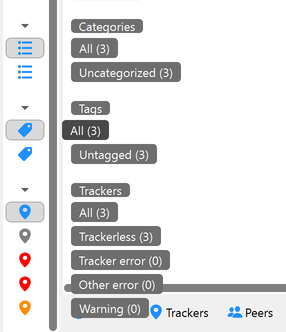 Categories
All (3)
Uncategorized (3)
Tags
All (3)
Untagged (3)
Trackers
All (3)
Trackerless (3)
Tracker error (0)
Other error (0)
Warning (0)
Trackers Peers